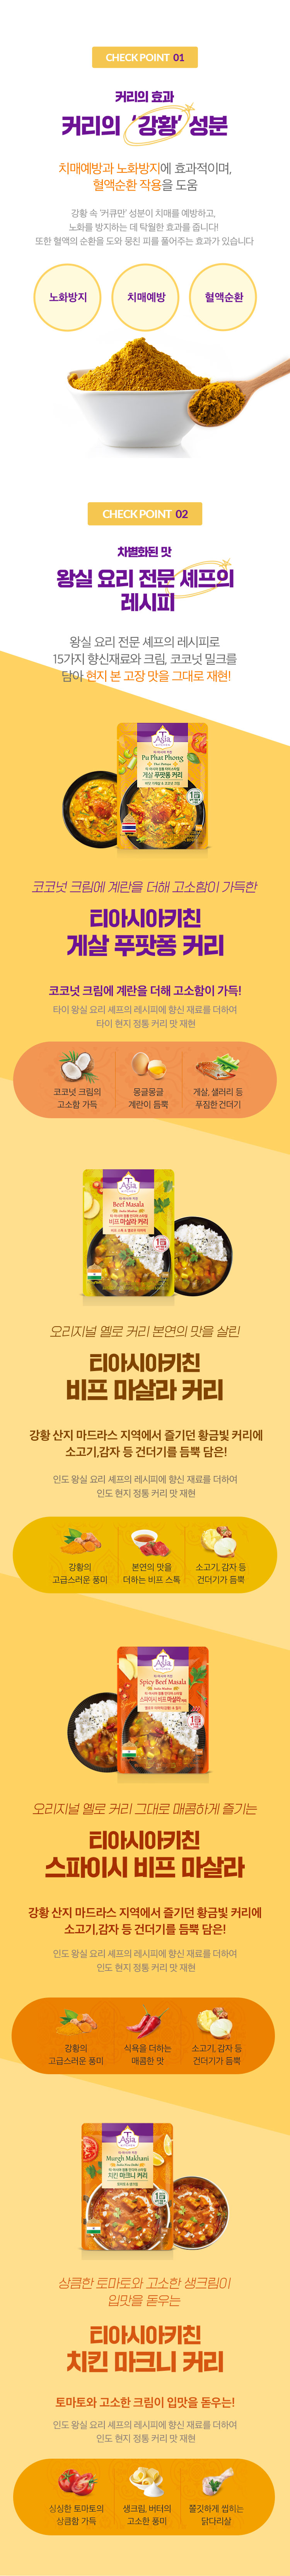 CHECK POINT 01
커리의 효과
커리의 '강황' 성분
치매예방과 노화방지에 효과적이며,
혈액순환 작용을 도움
강황 속 '커큐만' 성분이 치매를 예방하고,
노화를 방지하는 데 탁월한 효과를 줍니다!
또한 혈액의 순환을 도와 뭉친 피를 풀어주는 효과가 있습니다
노화방지
치매예방
혈액순환
CHECK POINT 02
차별화된 맛
왕실 요리 전문 셰프의
레시피
왕실 요리 전문 셰프의 레시피로
15가지 향신재료와 크림, 코코넛 밀크를
담아 현지 본 고장 맛을 그대로 재현!
T Asia
Pu Phat Phong
게살 푸팟퐁 커리
코코넛 크림에 계란을 더해 고소함이 가득한
티아시아키친
게살 푸팟퐁 커리
코코넛 크림에 계란을 더해 고소함이 가득!
타이 왕실 요리 셰프의 레시피에 향신 재료를 더하여
타이 현지 정통 커리 맛 재현
코코넛 크림의
고소함 가득
몽글몽글
계란이 듬뿍
게살, 샐러리 등
푸짐한 건더기
T Asia
Beef Masala
비프 마살라 커리
오리지널 옐로 커리 본연의 맛을 살린
티아시아키친
비프 마살라 커리
강황 산지 마드라스 지역에서 즐기던 황금빛 커리에
소고기,감자 등 건더기를 듬뿍 담은!
인도 왕실 요리 셰프의 레시피에 향신 재료를 더하여
인도 현지 정통 커리 맛 재현
강황의
고급스러운 풍미
본연의 맛을
더하는 비프 스톡
소고기, 감자 등
건더기가 듬뿍
T Asia
Spicy Beef Masala
스파이시 비프 마살라 커리
오리지널 옐로 커리 그대로 매콤하게 즐기는
티아시아키친
스파이시 비프 마살라
강황 산지 마드라스 지역에서 즐기던 황금빛 커리에
소고기,감자 등 건더기를 듬뿍 담은!
인도 왕실 요리 셰프의 레시피에 향신 재료를 더하여
인도 현지 정통 커리 맛 재현
강황의
고급스러운 풍미
식욕을 더하는
매콤한 맛
소고기, 감자 등
건더기가 듬뿍
T Asia
Murgh Makhani
치킨 마크니 커리
상큼한 토마토와 고소한 생크림이
입맛을 돋우는
티아시아키친
치킨 마크니 커리
토마토와 고소한 크림이 입맛을 돋우는!
인도 왕실 요리 셰프의 레시피에 향신 재료를 더하여
인도 현지 정통 커리 맛 재현
싱싱한 토마토의
상큼함 가득
생크림, 버터의
고소한 풍미
쫄깃하게 씹히는
닭다리살